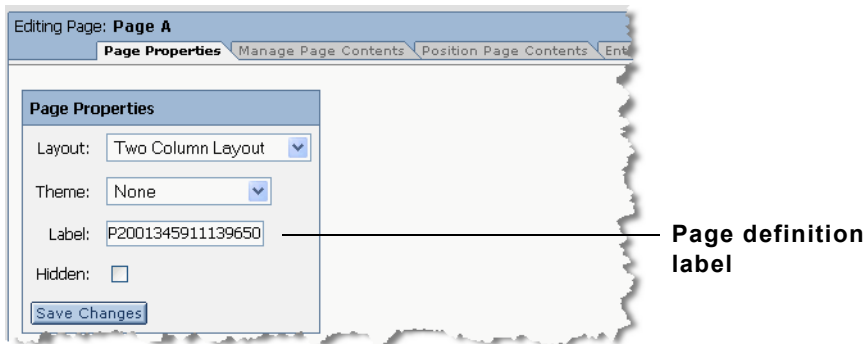 Editing Page: Page A
Page Properties Manage Page Contents Position Page Contents Ent
Page Properties
Layout: Two Column Layout
Theme: None
Label: P2001345911139650
Page definition
label
Hidden:
Save Changes